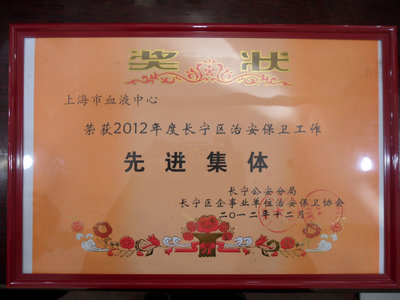 奖 状
上海市血液中心
荣获2012年度长宁区治安保卫工作
先进集体
长宁公安分局
长宁区企事业单位治安保卫协会
二〇一二年十二月